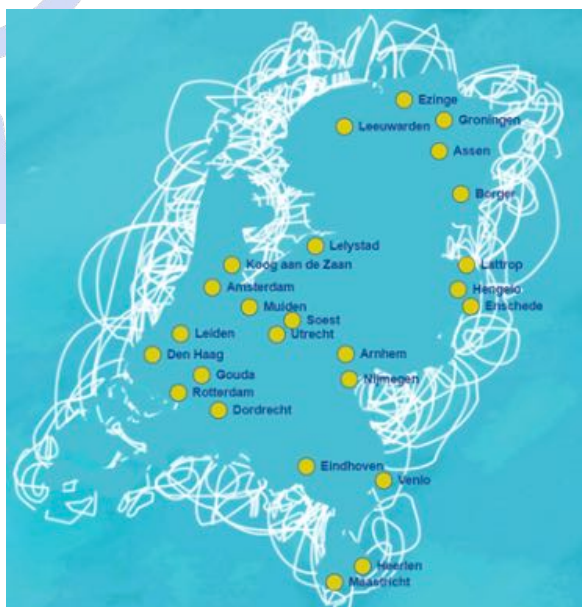 Ezinge
Groningen
Leeuwarden
Assen
Borger
Lelystad
Koog aan de Zaan
Lattrop
Amsterdam
Hengelo
Muiden
Enschede
Soest
Leiden
Utrecht
Den Haag
Arnhem
Gouda
Nijmegen
Rotterdam
Dordrecht
Eindhoven
Venlo
Heerlen
Maastricht